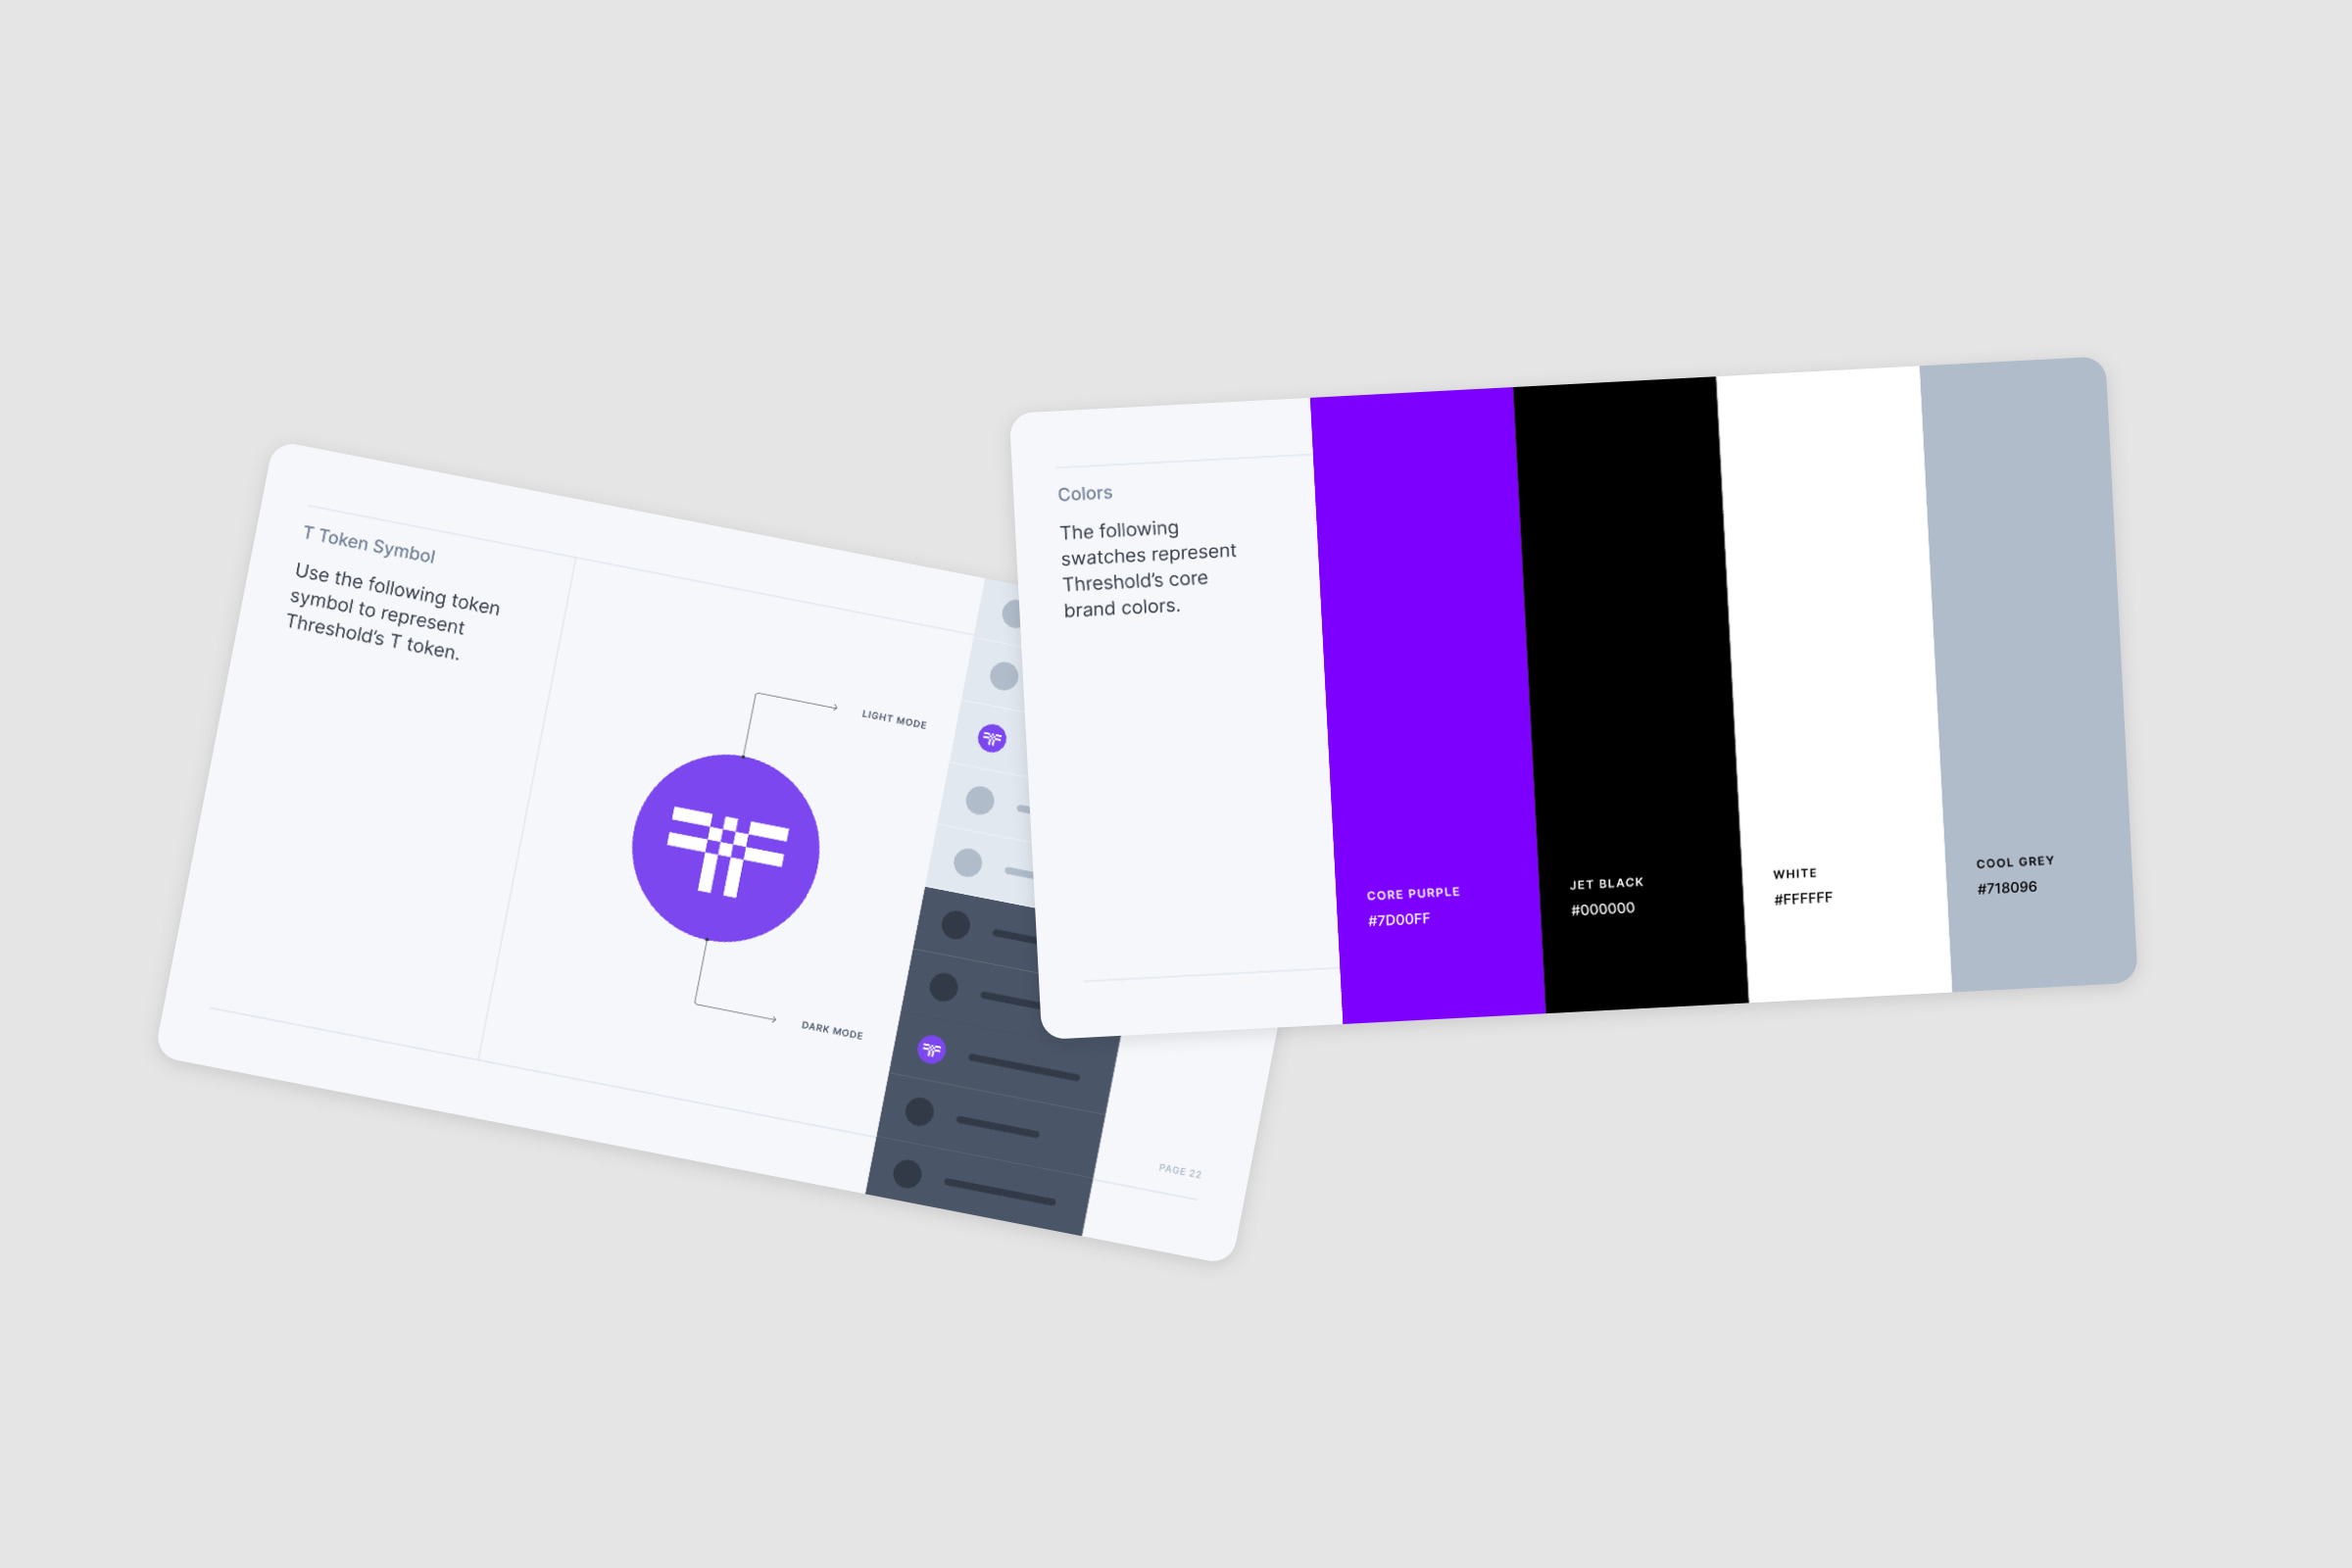 T Token Symbol
Use the following token
symbol to represent
Threshold's T token.
LIGHT MODE
DARK MODE
PAGE 22
Colors
The following
swatches represent
Threshold's core
brand colors.
CORE PURPLE
#7D00FF
JET BLACK
#000000
WHITE
#FFFFFF
COOL GREY
#718096